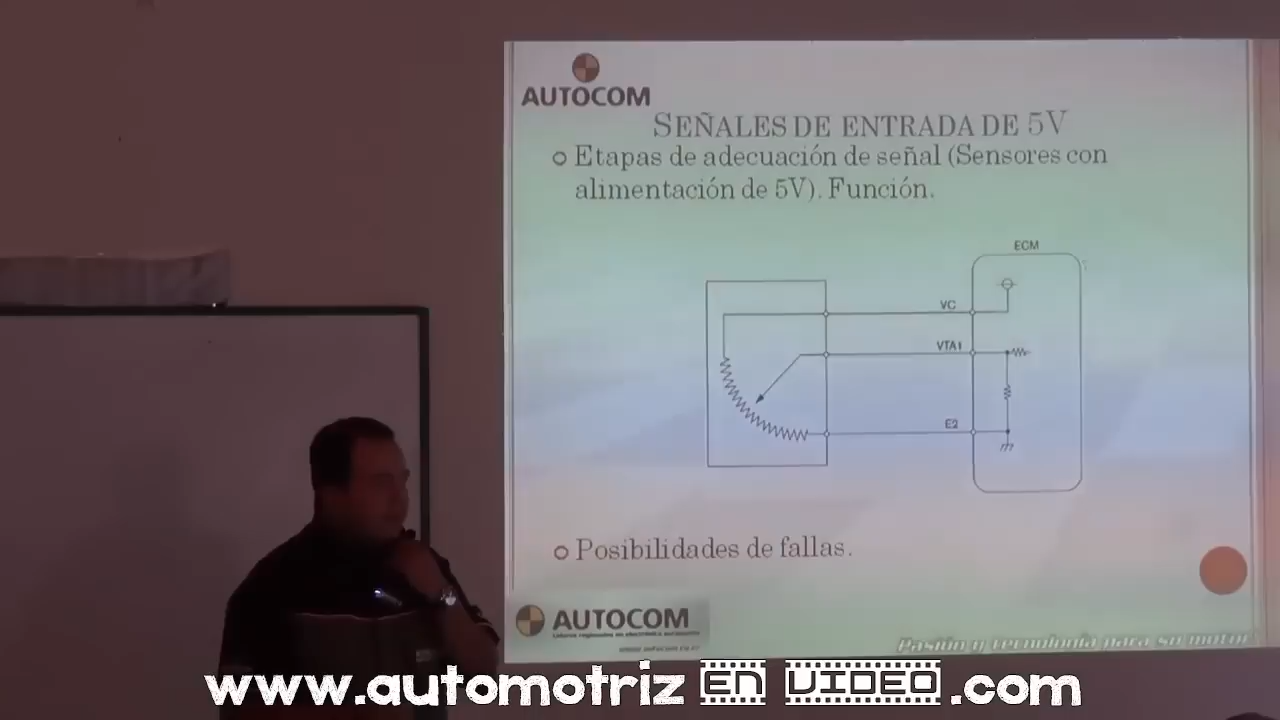 AUTOCOM
SEÑALES DE ENTRADA DE 5V
Etapas de adecuación de señal (Sensores con
alimentación de 5V). Función.
ECM
VC
VTA1
E2
Posibilidades de fallas.
AUTOCOM
Pasión y tecnología para su motor
www.automotriz EN VIDEO .com